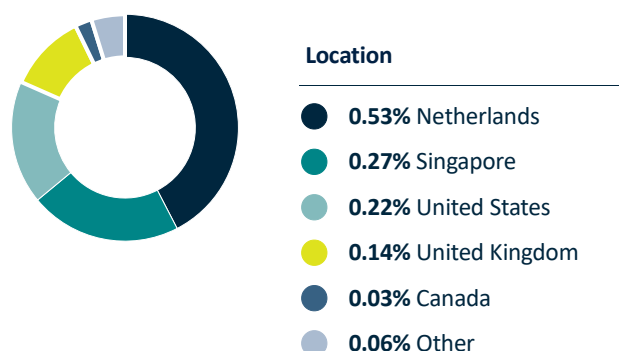 Location
0.53% Netherlands
0.27% Singapore
0.22% United States
0.14% United Kingdom
0.03% Canada
0.06% Other